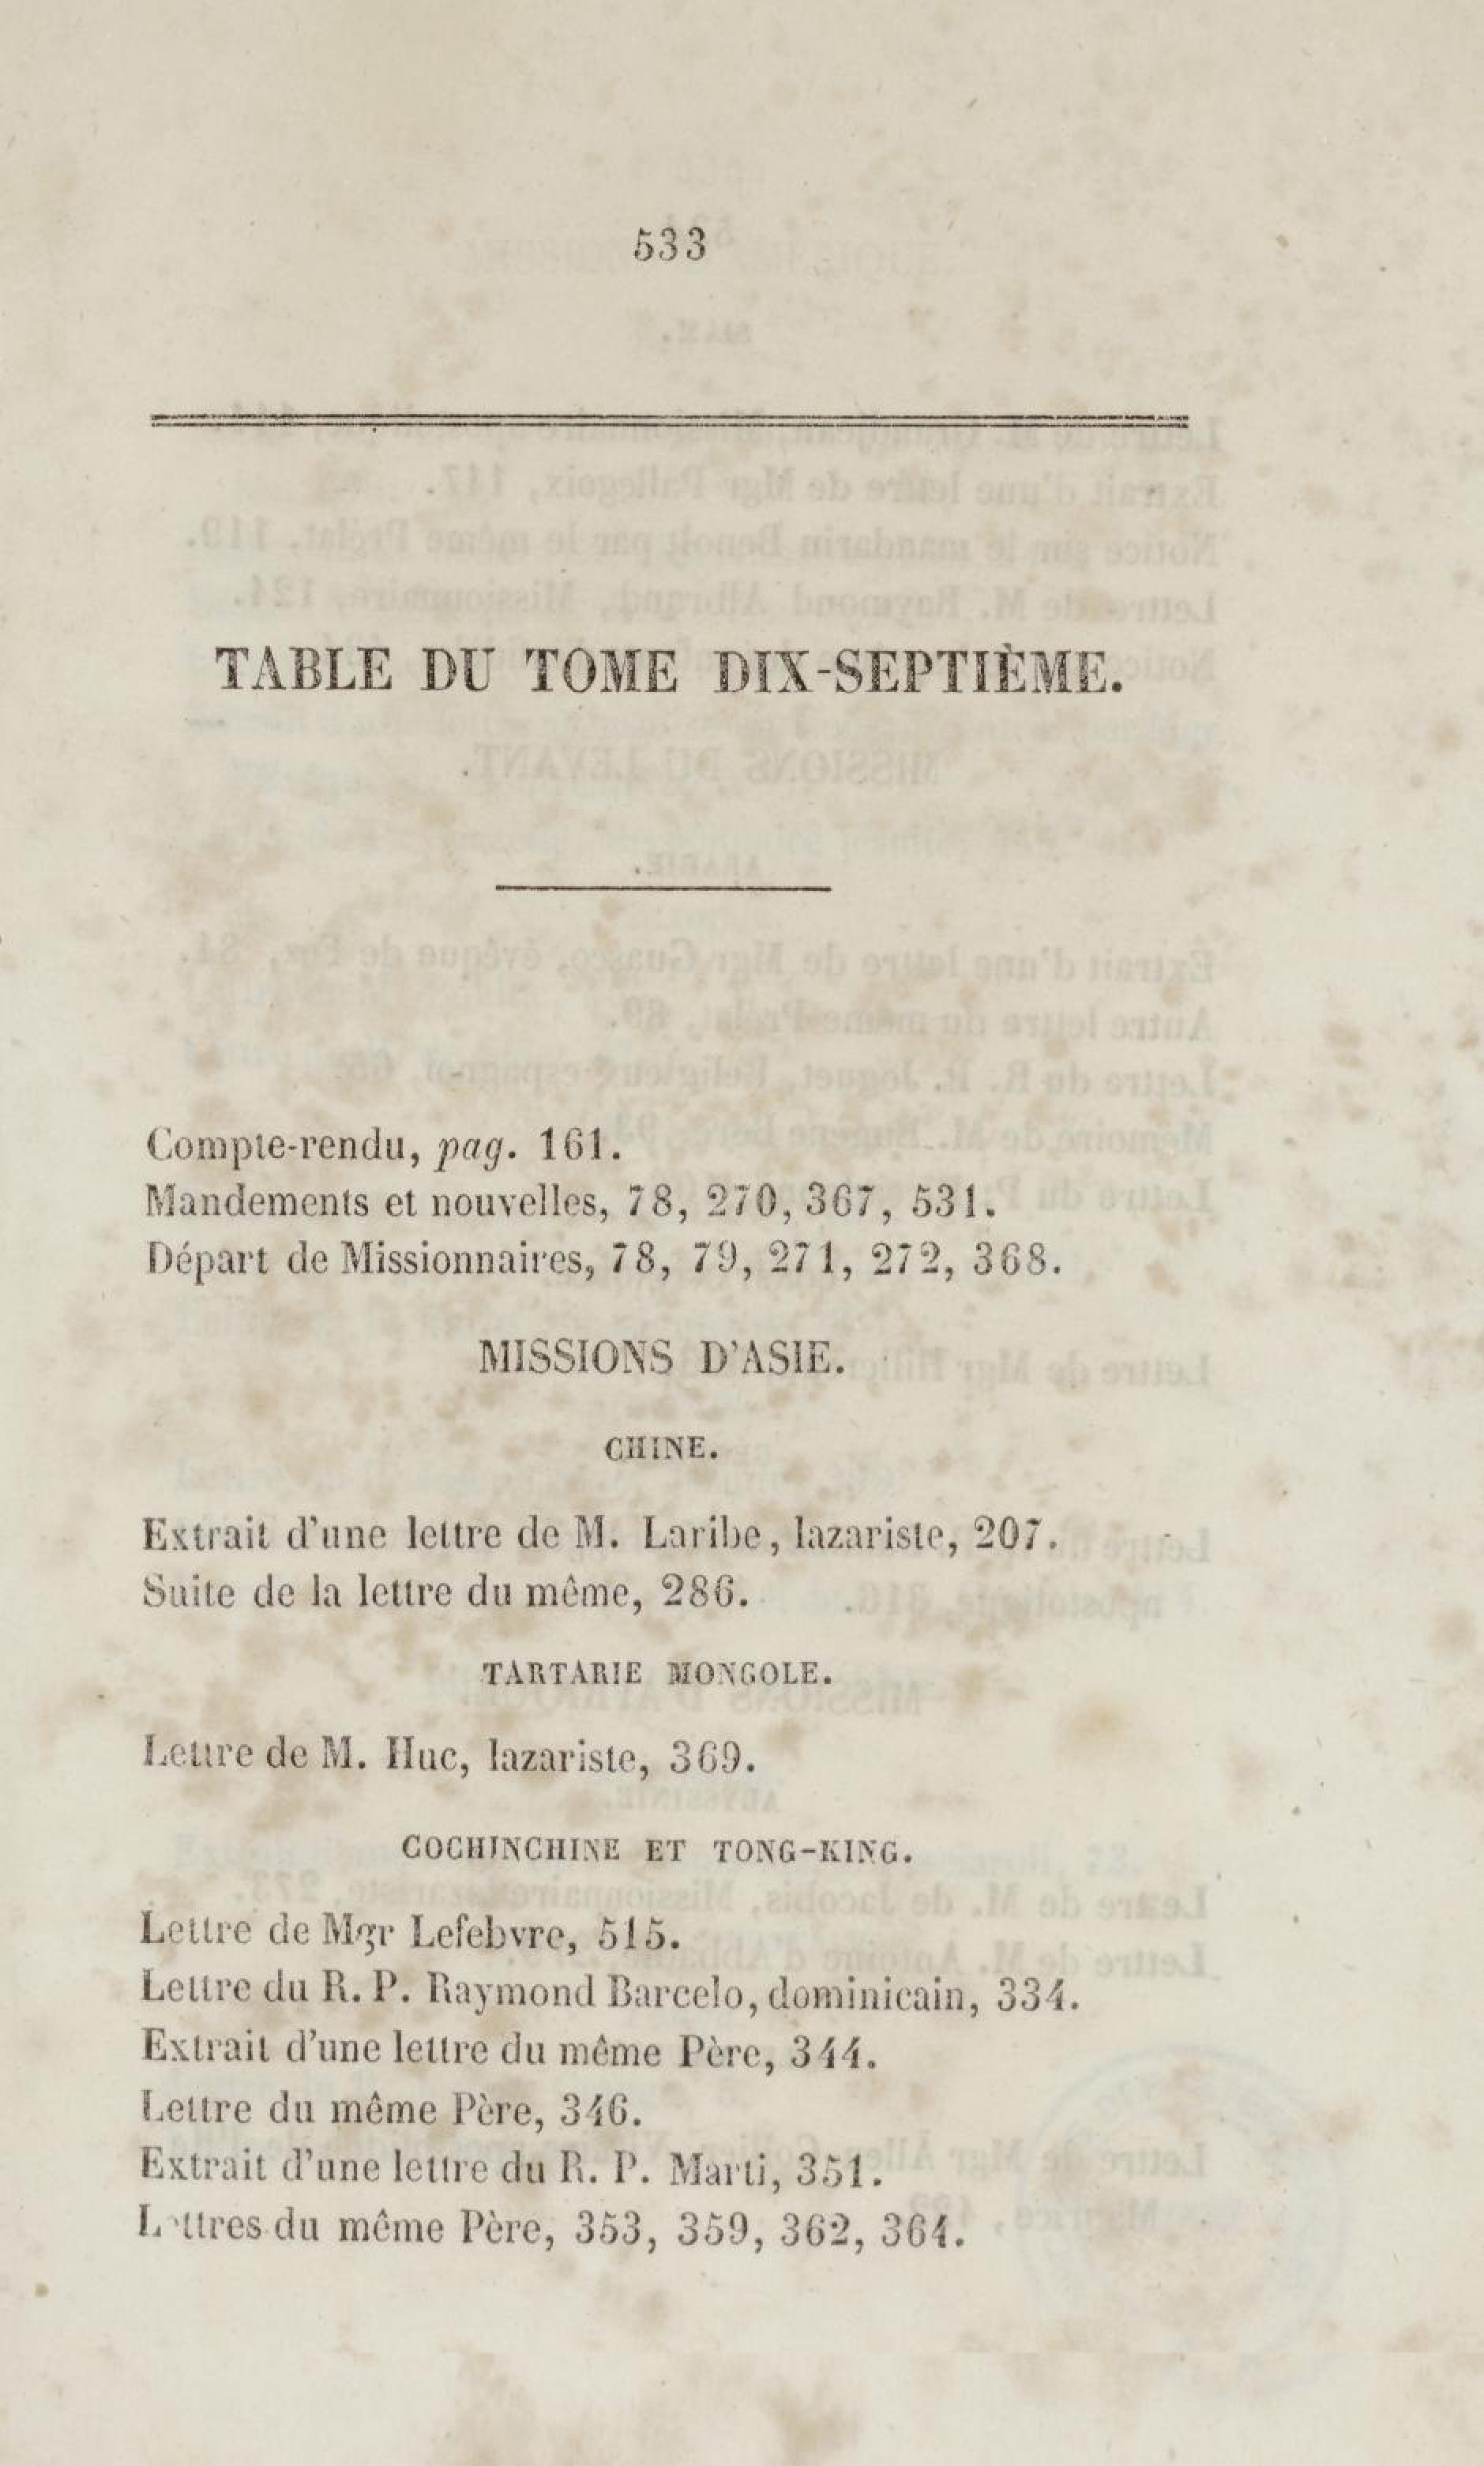 533
TABLE DU TOME DIX-SEPTIÈME.
Compte-rendu, pag. 161.
Mandements et nouvelles, 78, 270, 367, 531.
Départ de Missionnaires, 78, 79, 271, 272, 368.
MISSIONS D'ASIE.
CHINE.
Extrait d'une lettre de M. Laribe, lazariste, 207.
Suite de la lettre du même, 286.
TARTARIE MONGOLE.
Lettre de M. Huc, lazariste, 369.
COCHINCHINE ET TONG-KING.
Lettre de Mgr Lefebvre, 515.
Lettre du R. P. Raymond Barcelo, dominicain, 334.
Extrait d'une lettre du même Père, 344.
Lettre du même Père, 346.
Extrait d'une lettre du R. P. Marti, 351.
Lettres du même Père, 353, 359, 362, 364.